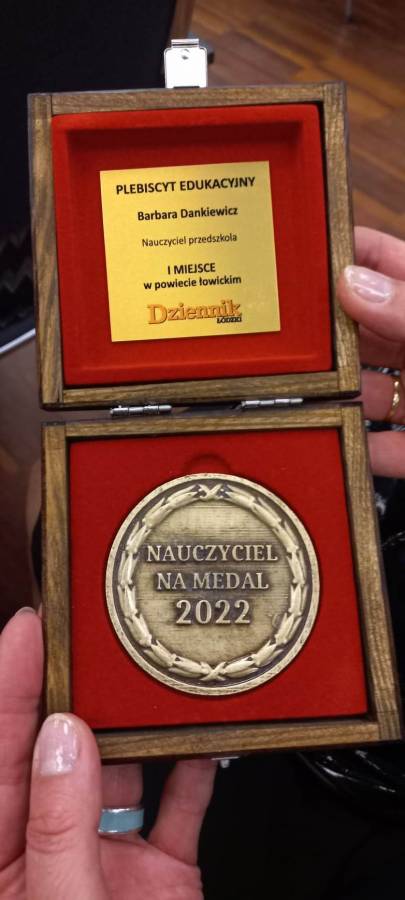 PLEBISCYT EDUKACYJNY
Barbara Dankiewicz
Nauczyciel przedszkola
I MIEJSCE
w powiecie łowickim
Dziennik
ŁÓDZKI
NAUCZYCIEL
NA MEDAL
2022